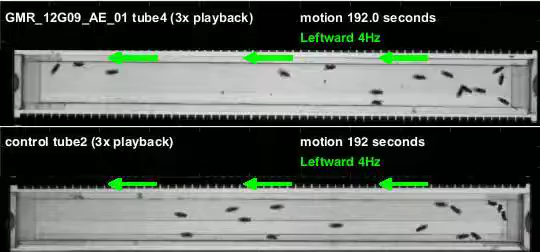 GMR_12G09_AE_01 tube4 (3x playback)
motion 192.0 seconds
Leftward 4Hz
control tube2 (3x playback)
motion 192 seconds
Leftward 4Hz